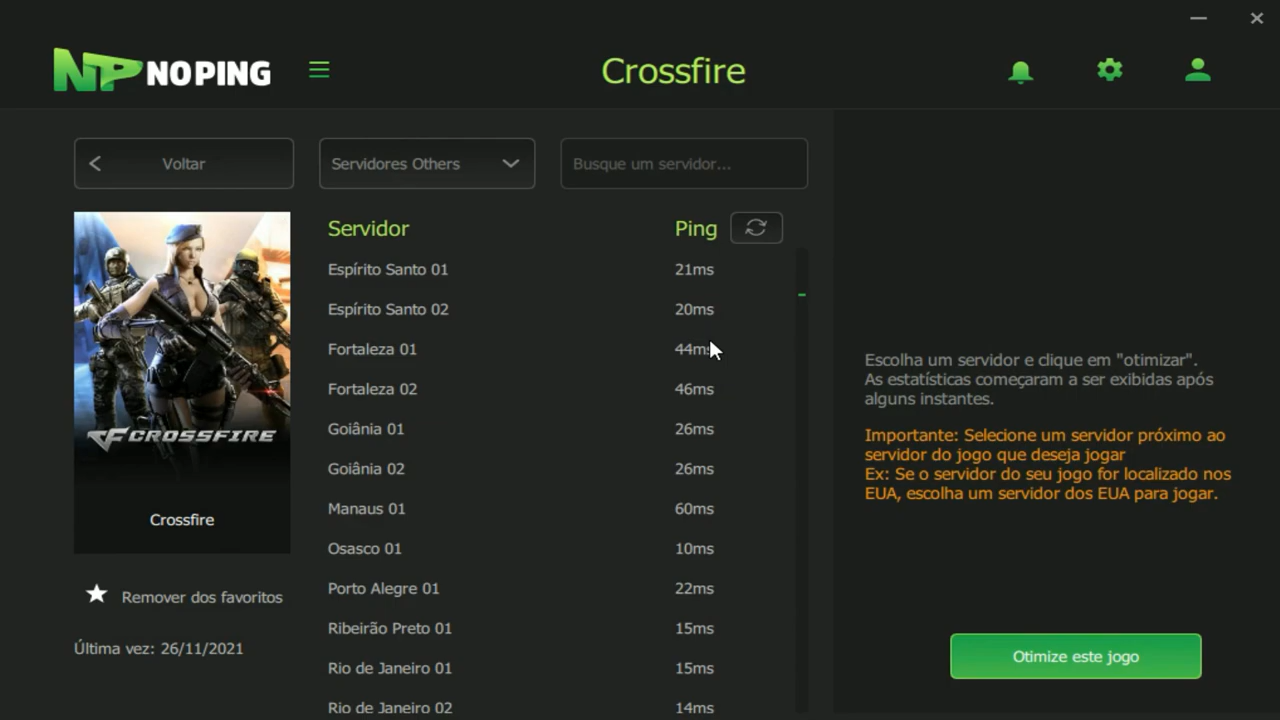 NP NOPING
Crossfire
Voltar
Servidores Others
Busque um servidor...
CROSSFIRE
Crossfire
Remover dos favoritos
Última vez: 26/11/2021
Servidor Ping
Espírito Santo 01 21ms
Espírito Santo 02 20ms
Fortaleza 01 44ms
Fortaleza 02 46ms
Goiânia 01 26ms
Goiânia 02 26ms
Manaus 01 60ms
Osasco 01 10ms
Porto Alegre 01 22ms
Ribeirão Preto 01 15ms
Rio de Janeiro 01 15ms
Rio de Janeiro 02 14ms
Escolha um servidor e clique em "otimizar".
As estatísticas começaram a ser exibidas após
alguns instantes.
Importante: Selecione um servidor próximo ao
servidor do jogo que deseja jogar
Ex: Se o servidor do seu jogo for localizado nos
EUA, escolha um servidor dos EUA para jogar.
Otimize este jogo